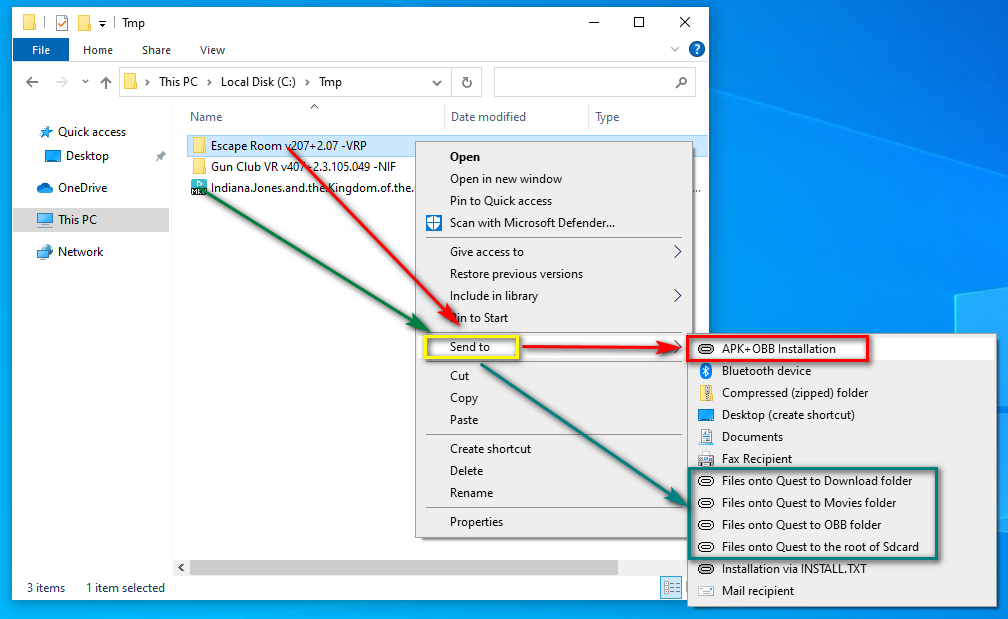 Tmp
File Home Share View
This PC Local Disk (C:) Tmp
Name Date modified Type
Quick access
Desktop
OneDrive
This PC
Network
Escape Room v207+2.07 -VRP
Gun Club VR v407+2.3.105.049 -NIF
MKV Indiana.Jones.and.the.Kingdom.of.the.
Open
Open in new window
Pin to Quick access
Scan with Microsoft Defender...
Give access to
Restore previous versions
Include in library
Pin to Start
Send to
Cut
Copy
Paste
Create shortcut
Delete
Rename
Properties
APK+OBB Installation
Bluetooth device
Compressed (zipped) folder
Desktop (create shortcut)
Documents
Fax Recipient
Files onto Quest to Download folder
Files onto Quest to Movies folder
Files onto Quest to OBB folder
Files onto Quest to the root of Sdcard
Installation via INSTALL.TXT
Mail recipient
3 items 1 item selected